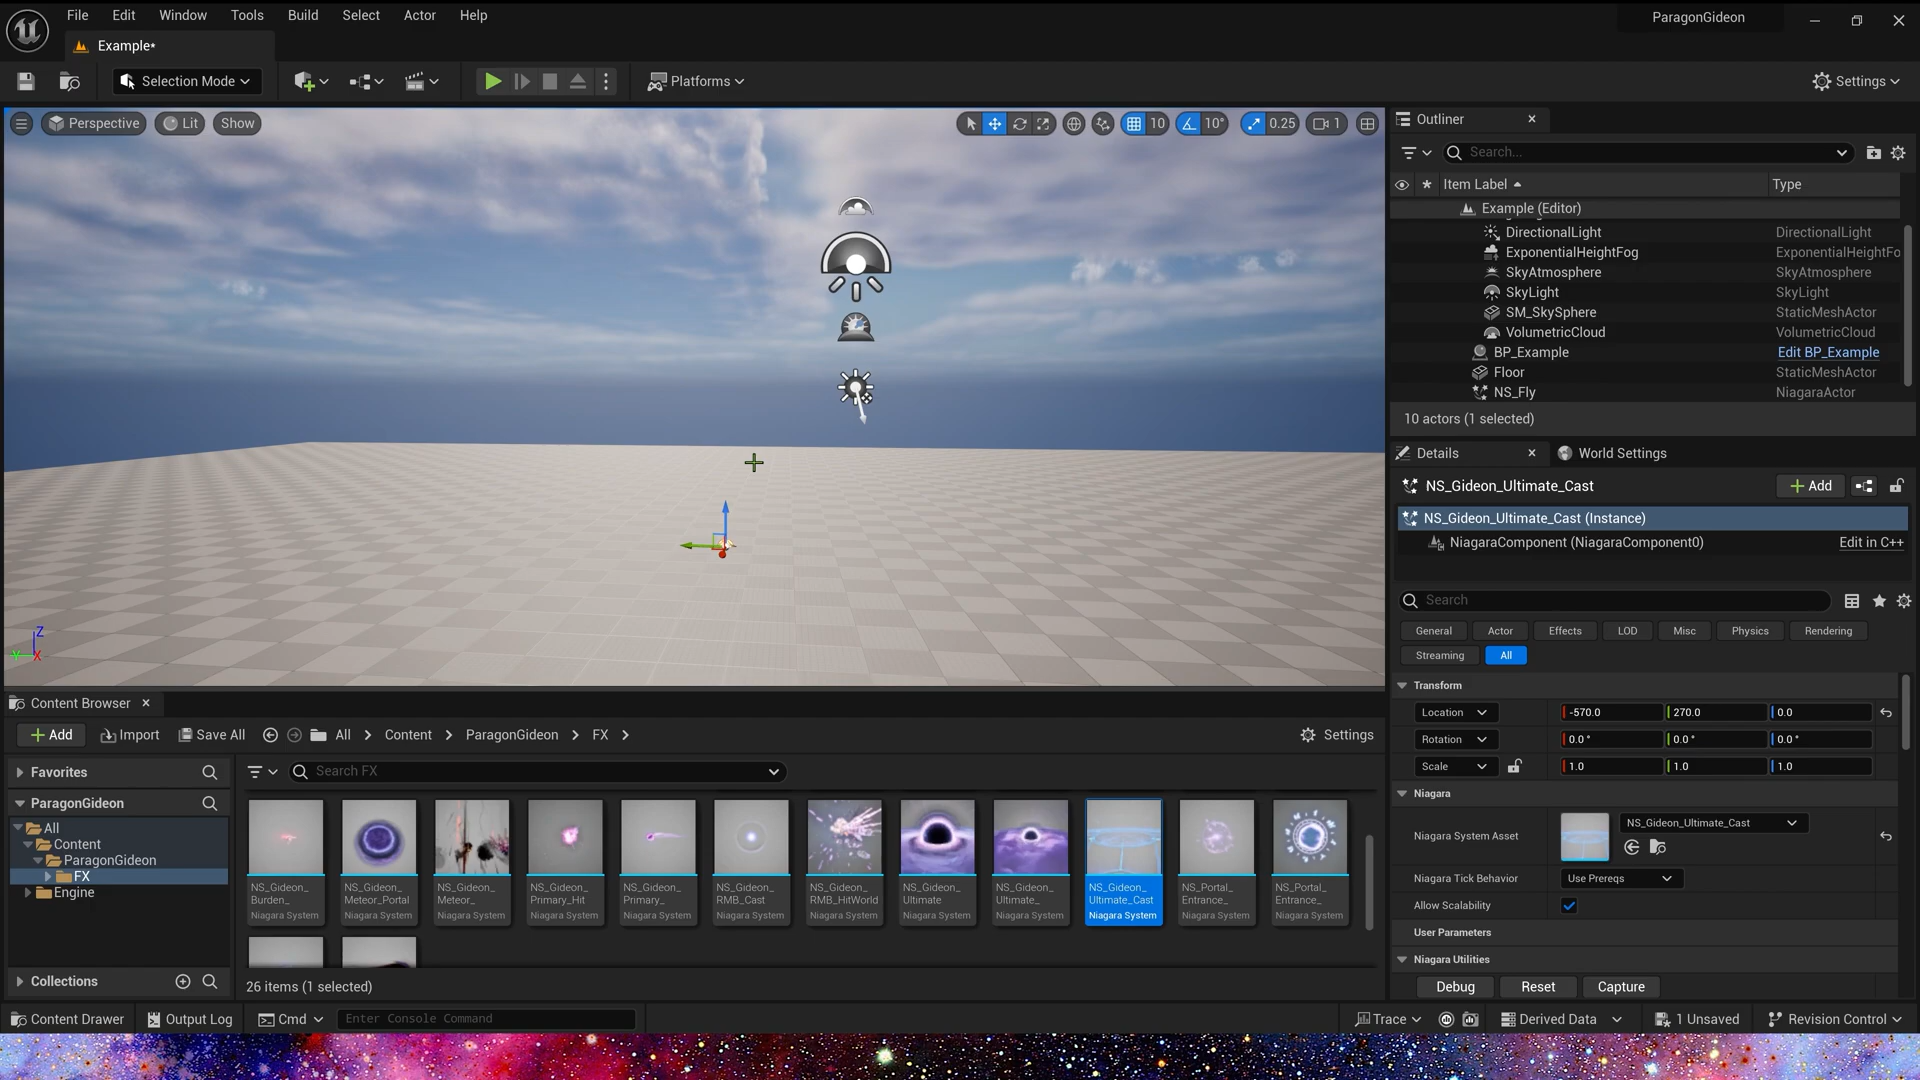 File Edit Window Tools Build Select Actor Help
ParagonGideon
Example*
Selection Mode
Platforms
Settings
Perspective Lit Show
10 10° 0.25 1
Z
Y X
Outliner
Search...
Item Label Type
Example (Editor)
DirectionalLight DirectionalLight
ExponentialHeightFog ExponentialHeightFo
SkyAtmosphere SkyAtmosphere
SkyLight SkyLight
SM_SkySphere StaticMeshActor
VolumetricCloud VolumetricCloud
BP_Example Edit BP_Example
Floor StaticMeshActor
NS_Fly NiagaraActor
10 actors (1 selected)
Details World Settings
NS_Gideon_Ultimate_Cast Add
NS_Gideon_Ultimate_Cast (Instance)
NiagaraComponent (NiagaraComponent0) Edit in C++
Search
General Actor Effects LOD Misc Physics Rendering
Streaming All
Transform
Location -570.0 270.0 0.0
Rotation 0.0° 0.0° 0.0°
Scale 1.0 1.0 1.0
Niagara
Niagara System Asset NS_Gideon_Ultimate_Cast
Niagara Tick Behavior Use Prereqs
Allow Scalability
User Parameters
Niagara Utilities
Debug Reset Capture
Content Browser
Add Import Save All All Content ParagonGideon FX Settings
Favorites
ParagonGideon
All
Content
ParagonGideon
FX
Engine
Collections
Search FX
NS_Gideon_
Burden_
Niagara System
NS_Gideon_
Meteor_Portal
Niagara System
NS_Gideon_
Meteor_
Niagara System
NS_Gideon_
Primary_Hit
Niagara System
NS_Gideon_
Primary_
Niagara System
NS_Gideon_
RMB_Cast
Niagara System
NS_Gideon_
RMB_HitWorld
Niagara System
NS_Gideon_
Ultimate
Niagara System
NS_Gideon_
Ultimate_
Niagara System
NS_Gideon_
Ultimate_Cast
Niagara System
NS_Portal_
Entrance_
Niagara System
NS_Portal_
Entrance_
Niagara System
26 items (1 selected)
Content Drawer Output Log Cmd Enter Console Command Trace Derived Data 1 Unsaved Revision Control